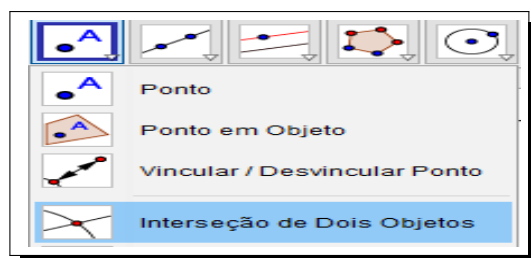 A
A
Ponto
A
Ponto em Objeto
Vincular / Desvincular Ponto
Interseção de Dois Objetos